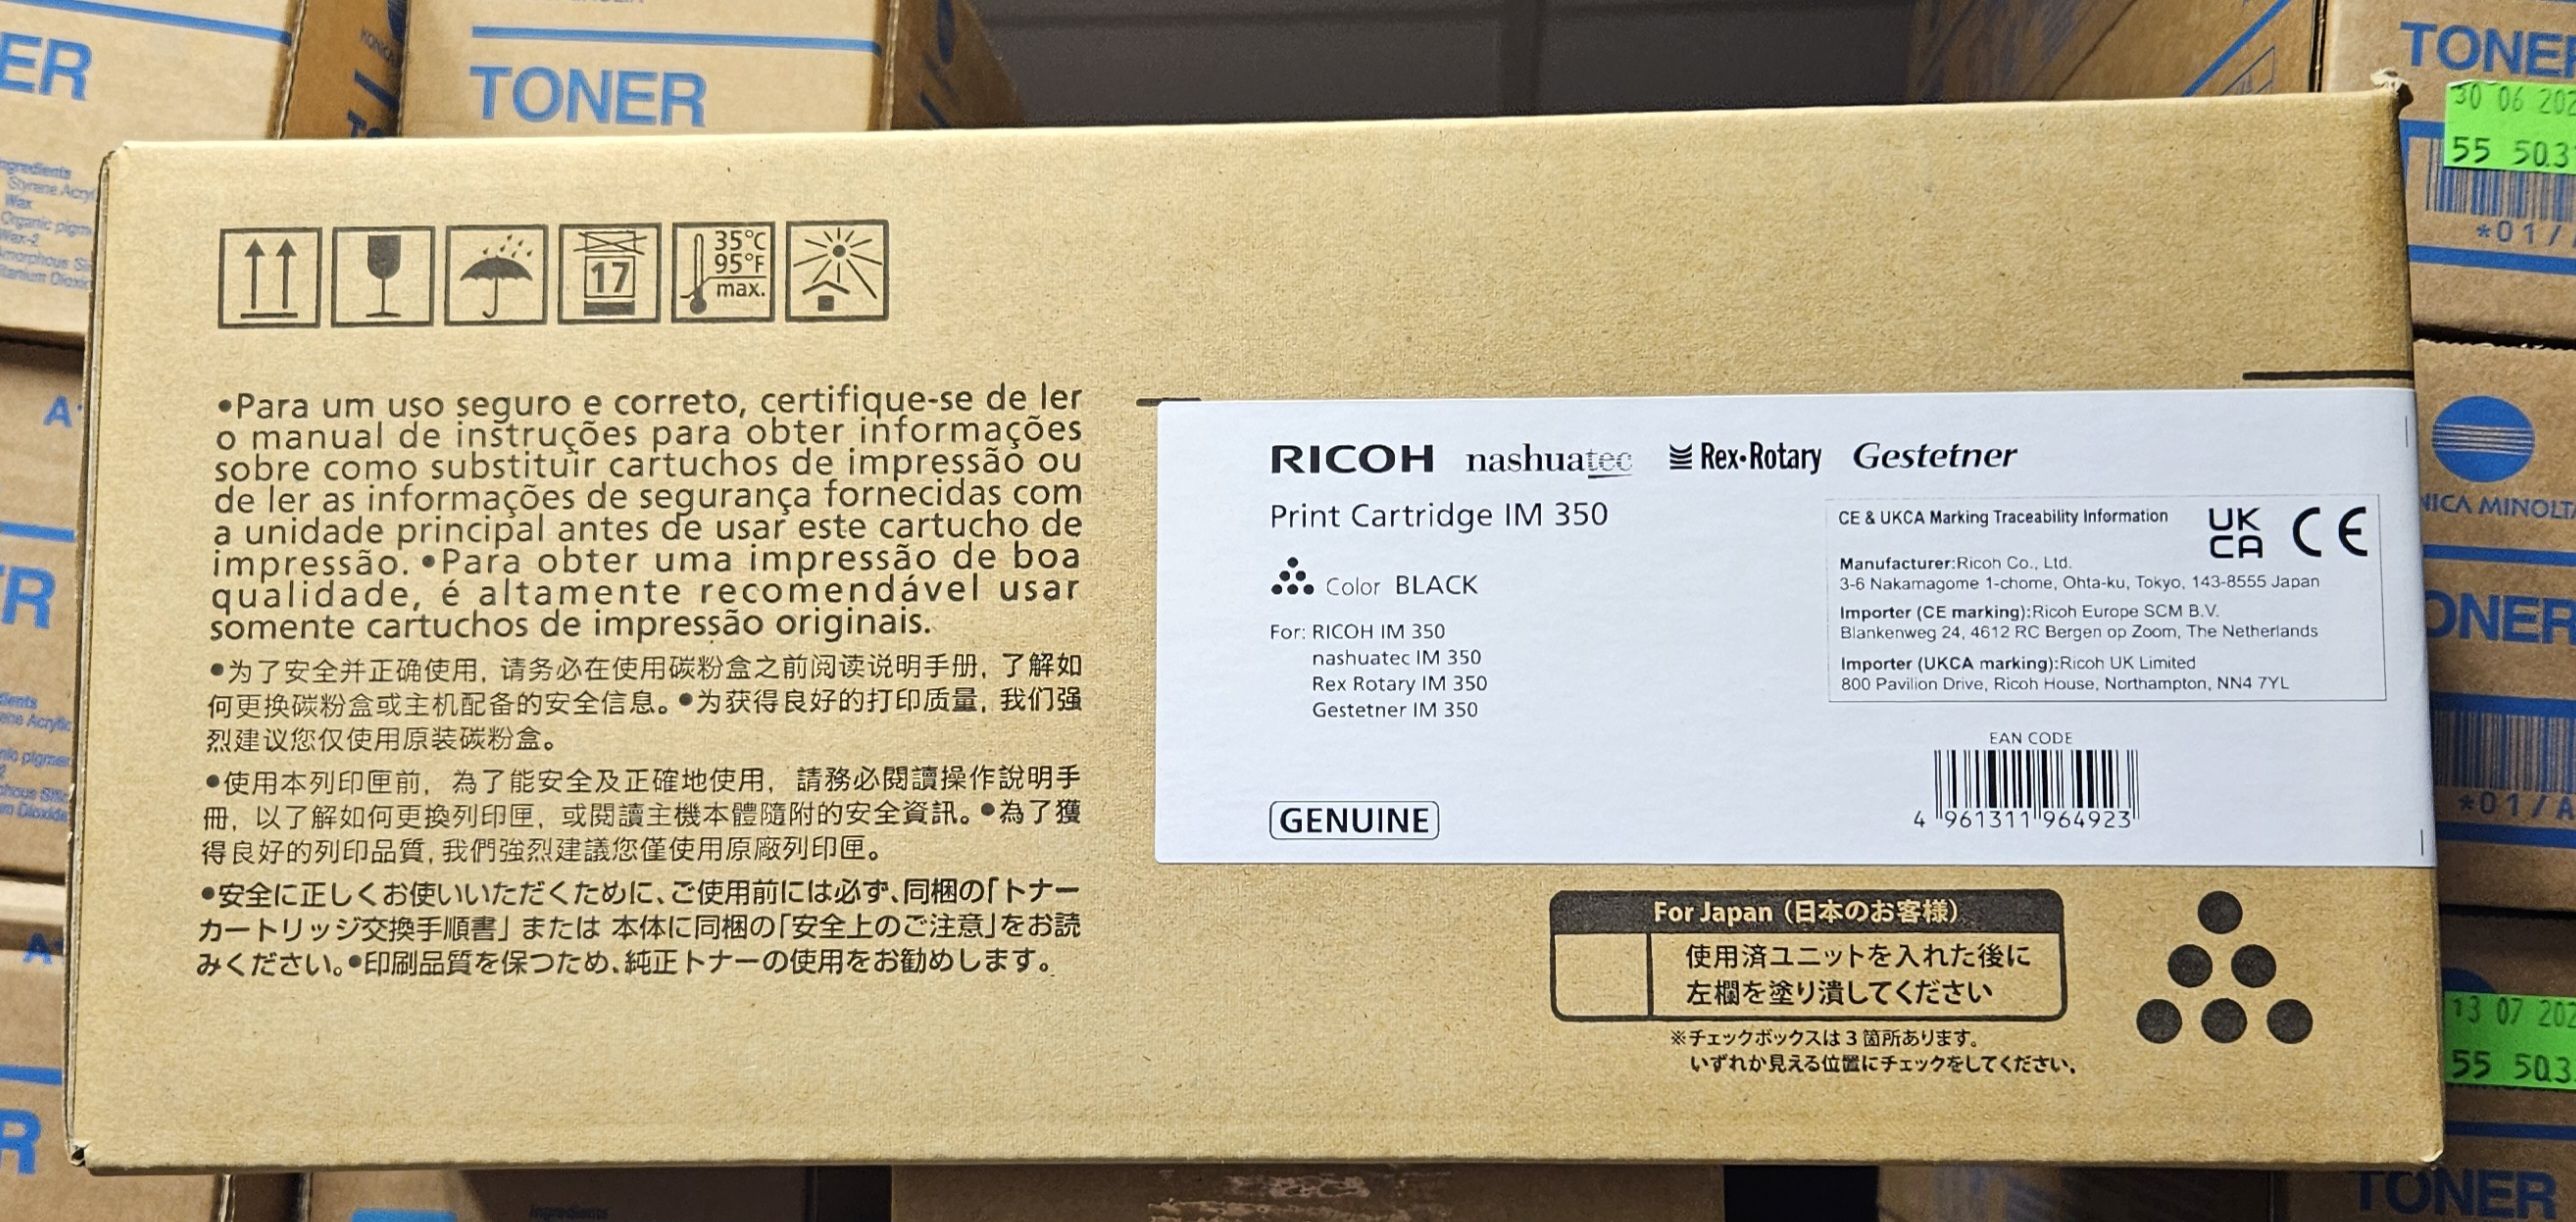 TONER
TONER
30 06 202
55 50.3
*01/
35°C
95°F
max.
17
•Para um uso seguro e correto, certifique-se de ler
o manual de instruções para obter informações
sobre como substituir cartuchos de impressão ou
de ler as informações de segurança fornecidas com
a unidade principal antes de usar este cartucho de
impressão. •Para obter uma impressão de boa
qualidade, é altamente recomendável usar
somente cartuchos de impressão originais.
•为了安全并正确使用, 请务必在使用碳粉盒之前阅读说明手册, 了解如
何更换碳粉盒或主机配备的安全信息。•为获得良好的打印质量, 我们强
烈建议您仅使用原装碳粉盒。
•使用本列印匣前, 為了能安全及正確地使用, 請務必閱讀操作說明手
冊, 以了解如何更換列印匣, 或閱讀主機本體隨附的安全資訊。•為了獲
得良好的列印品質, 我們強烈建議您僅使用原廠列印匣。
•安全に正しくお使いいただくために、ご使用前には必ず、同梱の「トナー
カートリッジ交換手順書」または 本体に同梱の「安全上のご注意」をお読
みください。•印刷品質を保つため、純正トナーの使用をお勧めします。
RICOH nashuatec Rex·Rotary Gestetner
Print Cartridge IM 350
Color BLACK
For: RICOH IM 350
nashuatec IM 350
Rex Rotary IM 350
Gestetner IM 350
GENUINE
CE & UKCA Marking Traceability Information
UK
CA
CE
Manufacturer:Ricoh Co., Ltd.
3-6 Nakamagome 1-chome, Ohta-ku, Tokyo, 143-8555 Japan
Importer (CE marking):Ricoh Europe SCM B.V.
Blankenweg 24, 4612 RC Bergen op Zoom, The Netherlands
Importer (UKCA marking):Ricoh UK Limited
800 Pavilion Drive, Ricoh House, Northampton, NN4 7YL
EAN CODE
4 961311 964923
For Japan (日本のお客様)
使用済ユニットを入れた後に
左欄を塗り潰してください
※チェックボックスは3箇所あります。
いずれか見える位置にチェックをしてください。
NICA MINOLTA
ONER
*01/A
13 07 202
55 503
TONER